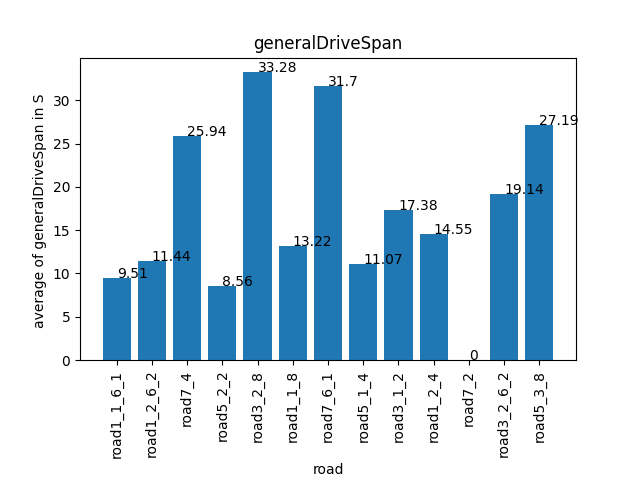 generalDriveSpan
average of generalDriveSpan in S
30
25
20
15
10
5
0
9.51
11.44
25.94
8.56
33.28
13.22
31.7
11.07
17.38
14.55
0
19.14
27.19
road1_1_6_1
road1_2_6_2
road7_4
road5_2_2
road3_2_8
road1_1_8
road7_6_1
road5_1_4
road3_1_2
road1_2_4
road7_2
road3_2_6_2
road5_3_8
road